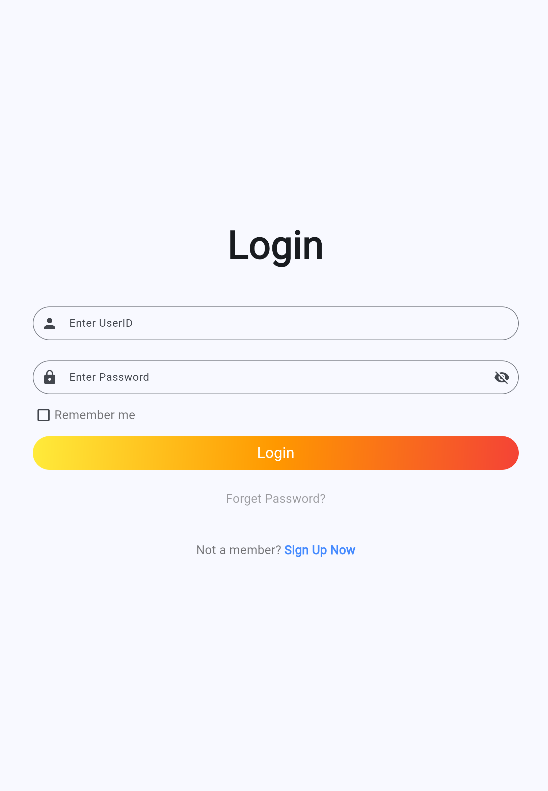 Login
Enter UserID
Enter Password
Remember me
Login
Forget Password?
Not a member? Sign Up Now